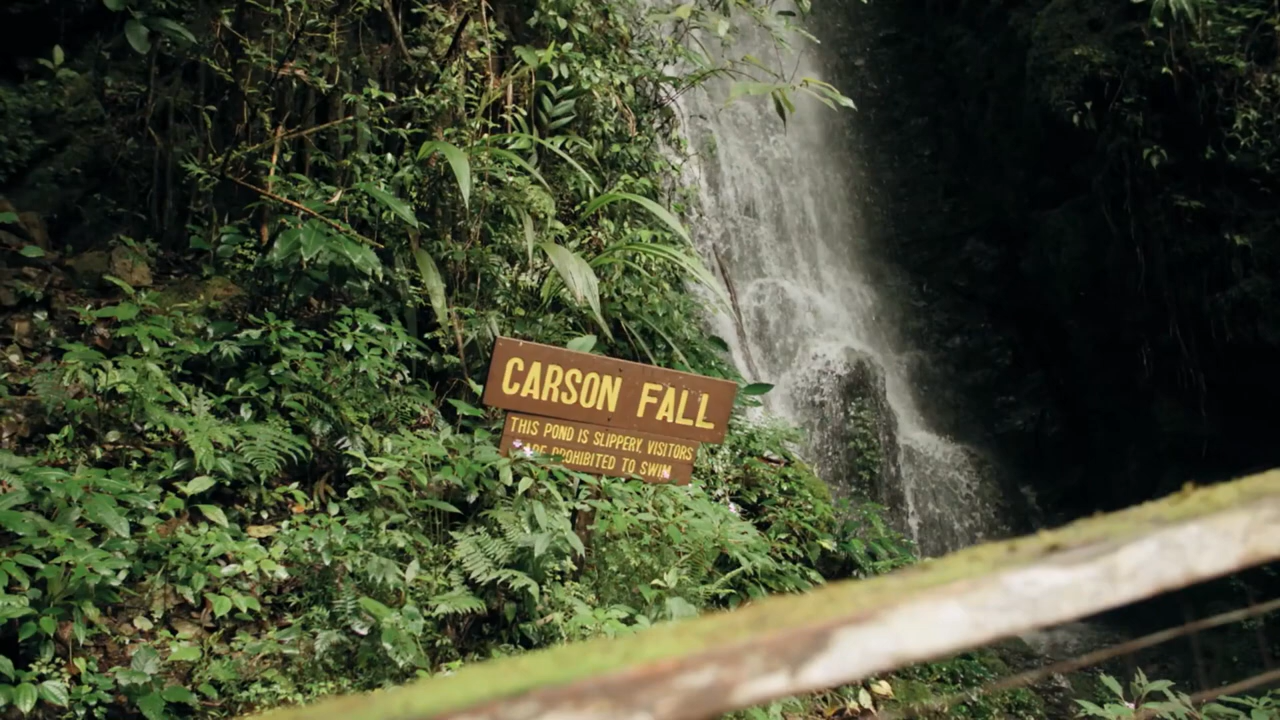 CARSON FALL
THIS POND IS SLIPPERY, VISITORS
ARE PROHIBITED TO SWIM